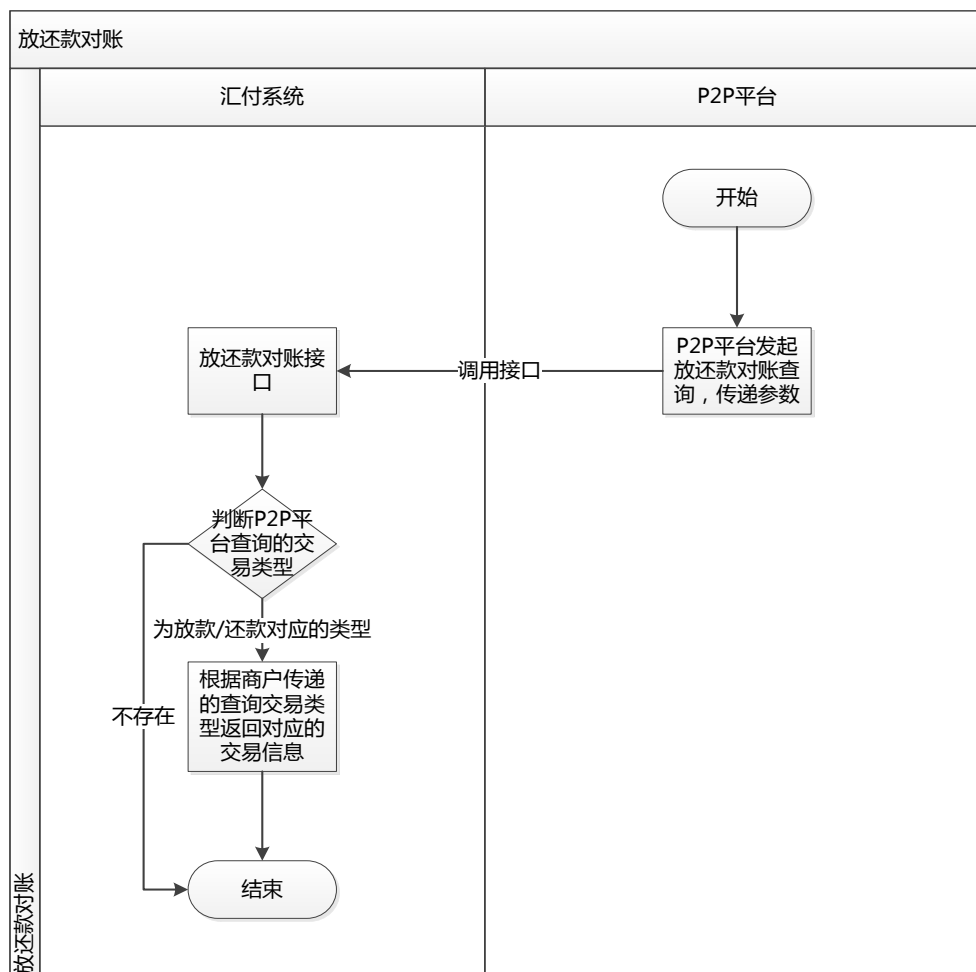 放还款对账
汇付系统
P2P平台
开始
P2P平台发起
放还款对账查
询，传递参数
调用接口
放还款对账接
口
判断P2P平
台查询的交
易类型
为放款/还款对应的类型
根据商户传递
的查询交易类
型返回对应的
交易信息
不存在
结束
放还款对账